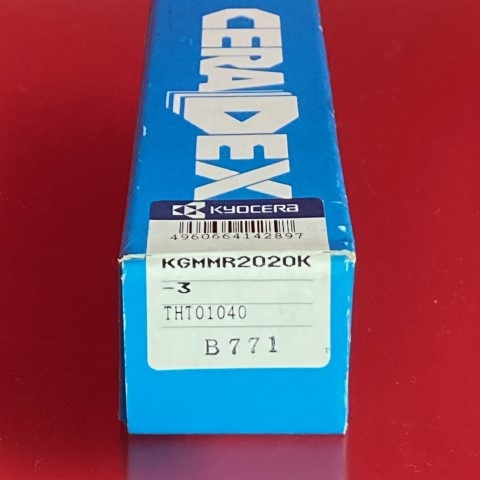 CERADEX
KYOCERA
4960664142897
KGMMR2020K
-3
THT01040
B771
T